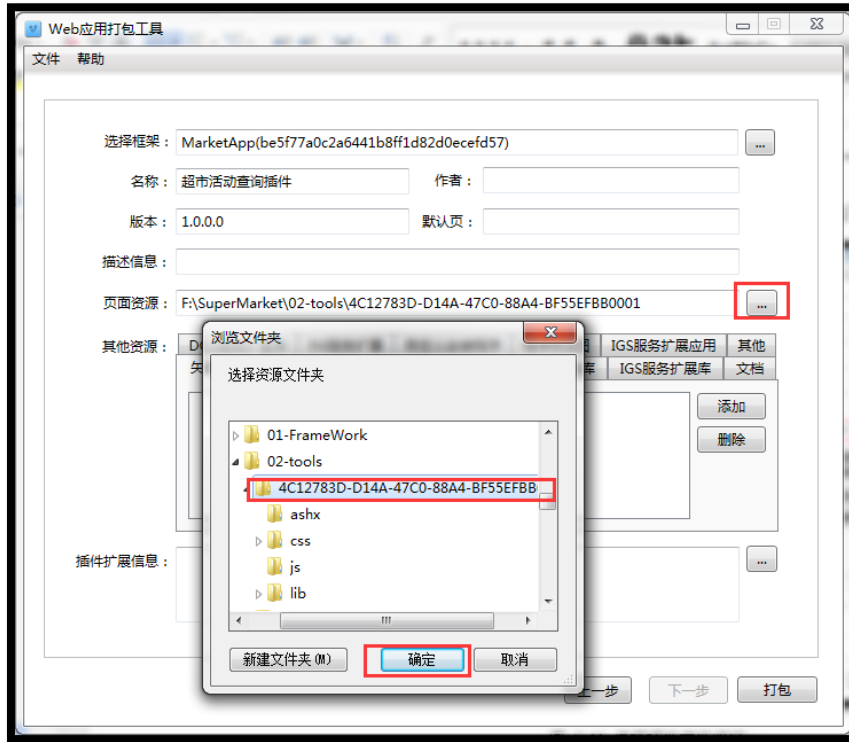 Web应用打包工具
文件 帮助
选择框架： MarketApp(be5f77a0c2a6441b8ff1d82d0ecefd57) ...
名称： 超市活动查询插件 作者：
版本： 1.0.0.0 默认页：
描述信息：
页面资源： F:\SuperMarket\02-tools\4C12783D-D14A-47C0-88A4-BF55EFBB0001 ...
其他资源： IGS服务扩展应用 其他
IGS服务扩展库 文档
浏览文件夹
选择资源文件夹
添加
删除
01-FrameWork
02-tools
4C12783D-D14A-47C0-88A4-BF55EFBB
ashx
css
js
lib
插件扩展信息： ...
新建文件夹(M) 确定 取消
上一步 下一步 打包